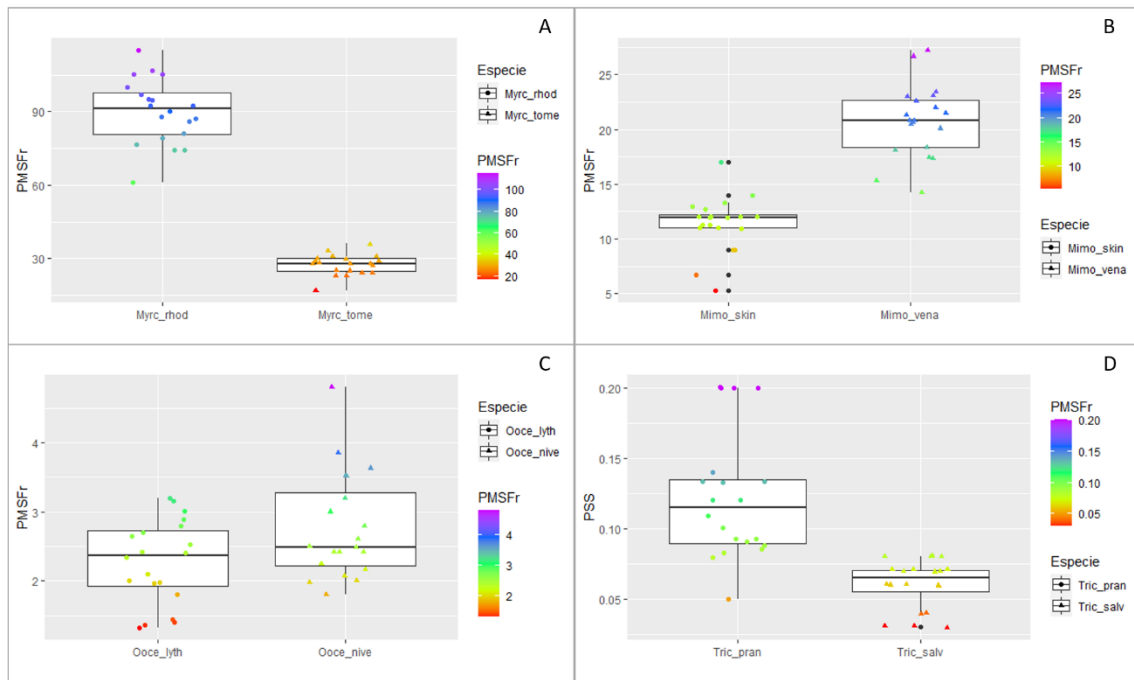 A
PMSFr
90
60
30
Myrc_rhod
Myrc_tome
Especie
Myrc_rhod
Myrc_tome
PMSFr
100
80
60
40
20
B
PMSFr
25
20
15
10
5
Mimo_skin
Mimo_vena
PMSFr
25
20
15
10
Especie
Mimo_skin
Mimo_vena
C
PMSFr
4
3
2
Ooce_lyth
Ooce_nive
Especie
Ooce_lyth
Ooce_nive
PMSFr
4
3
2
D
PSS
0.20
0.15
0.10
0.05
Tric_pran
Tric_salv
PMSFr
0.20
0.15
0.10
0.05
Especie
Tric_pran
Tric_salv